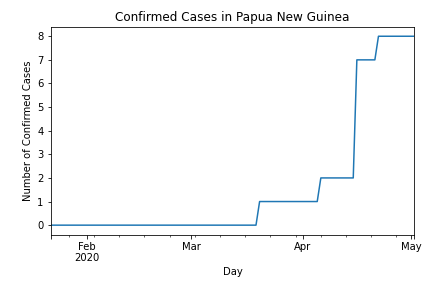 Confirmed Cases in Papua New Guinea
Number of Confirmed Cases
8
7
6
5
4
3
2
1
0
Feb
2020
Mar
Apr
May
Day